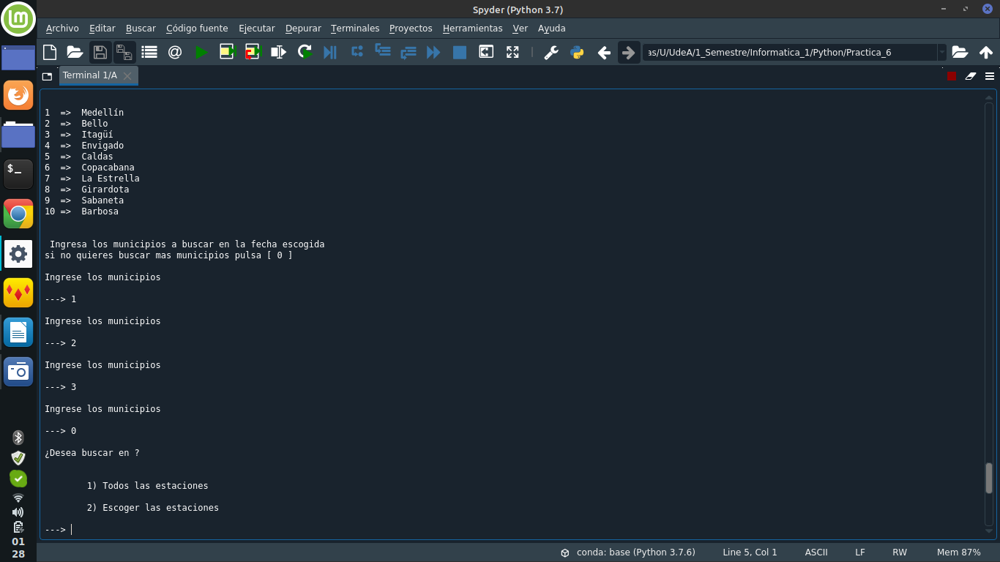 Spyder (Python 3.7)
Archivo Editar Buscar Código fuente Ejecutar Depurar Terminales Proyectos Herramientas Ver Ayuda
as/U/UdeA/1_Semestre/Informatica_1/Python/Practica_6
Terminal 1/A
1 => Medellín
2 => Bello
3 => Itagüí
4 => Envigado
5 => Caldas
6 => Copacabana
7 => La Estrella
8 => Girardota
9 => Sabaneta
10 => Barbosa
Ingresa los municipios a buscar en la fecha escogida
si no quieres buscar mas municipios pulsa [ 0 ]
Ingrese los municipios
---> 1
Ingrese los municipios
---> 2
Ingrese los municipios
---> 3
Ingrese los municipios
---> 0
¿Desea buscar en ?
1) Todos las estaciones
2) Escoger las estaciones
--->
$_
01
28
conda: base (Python 3.7.6) Line 5, Col 1 ASCII LF RW Mem 87%